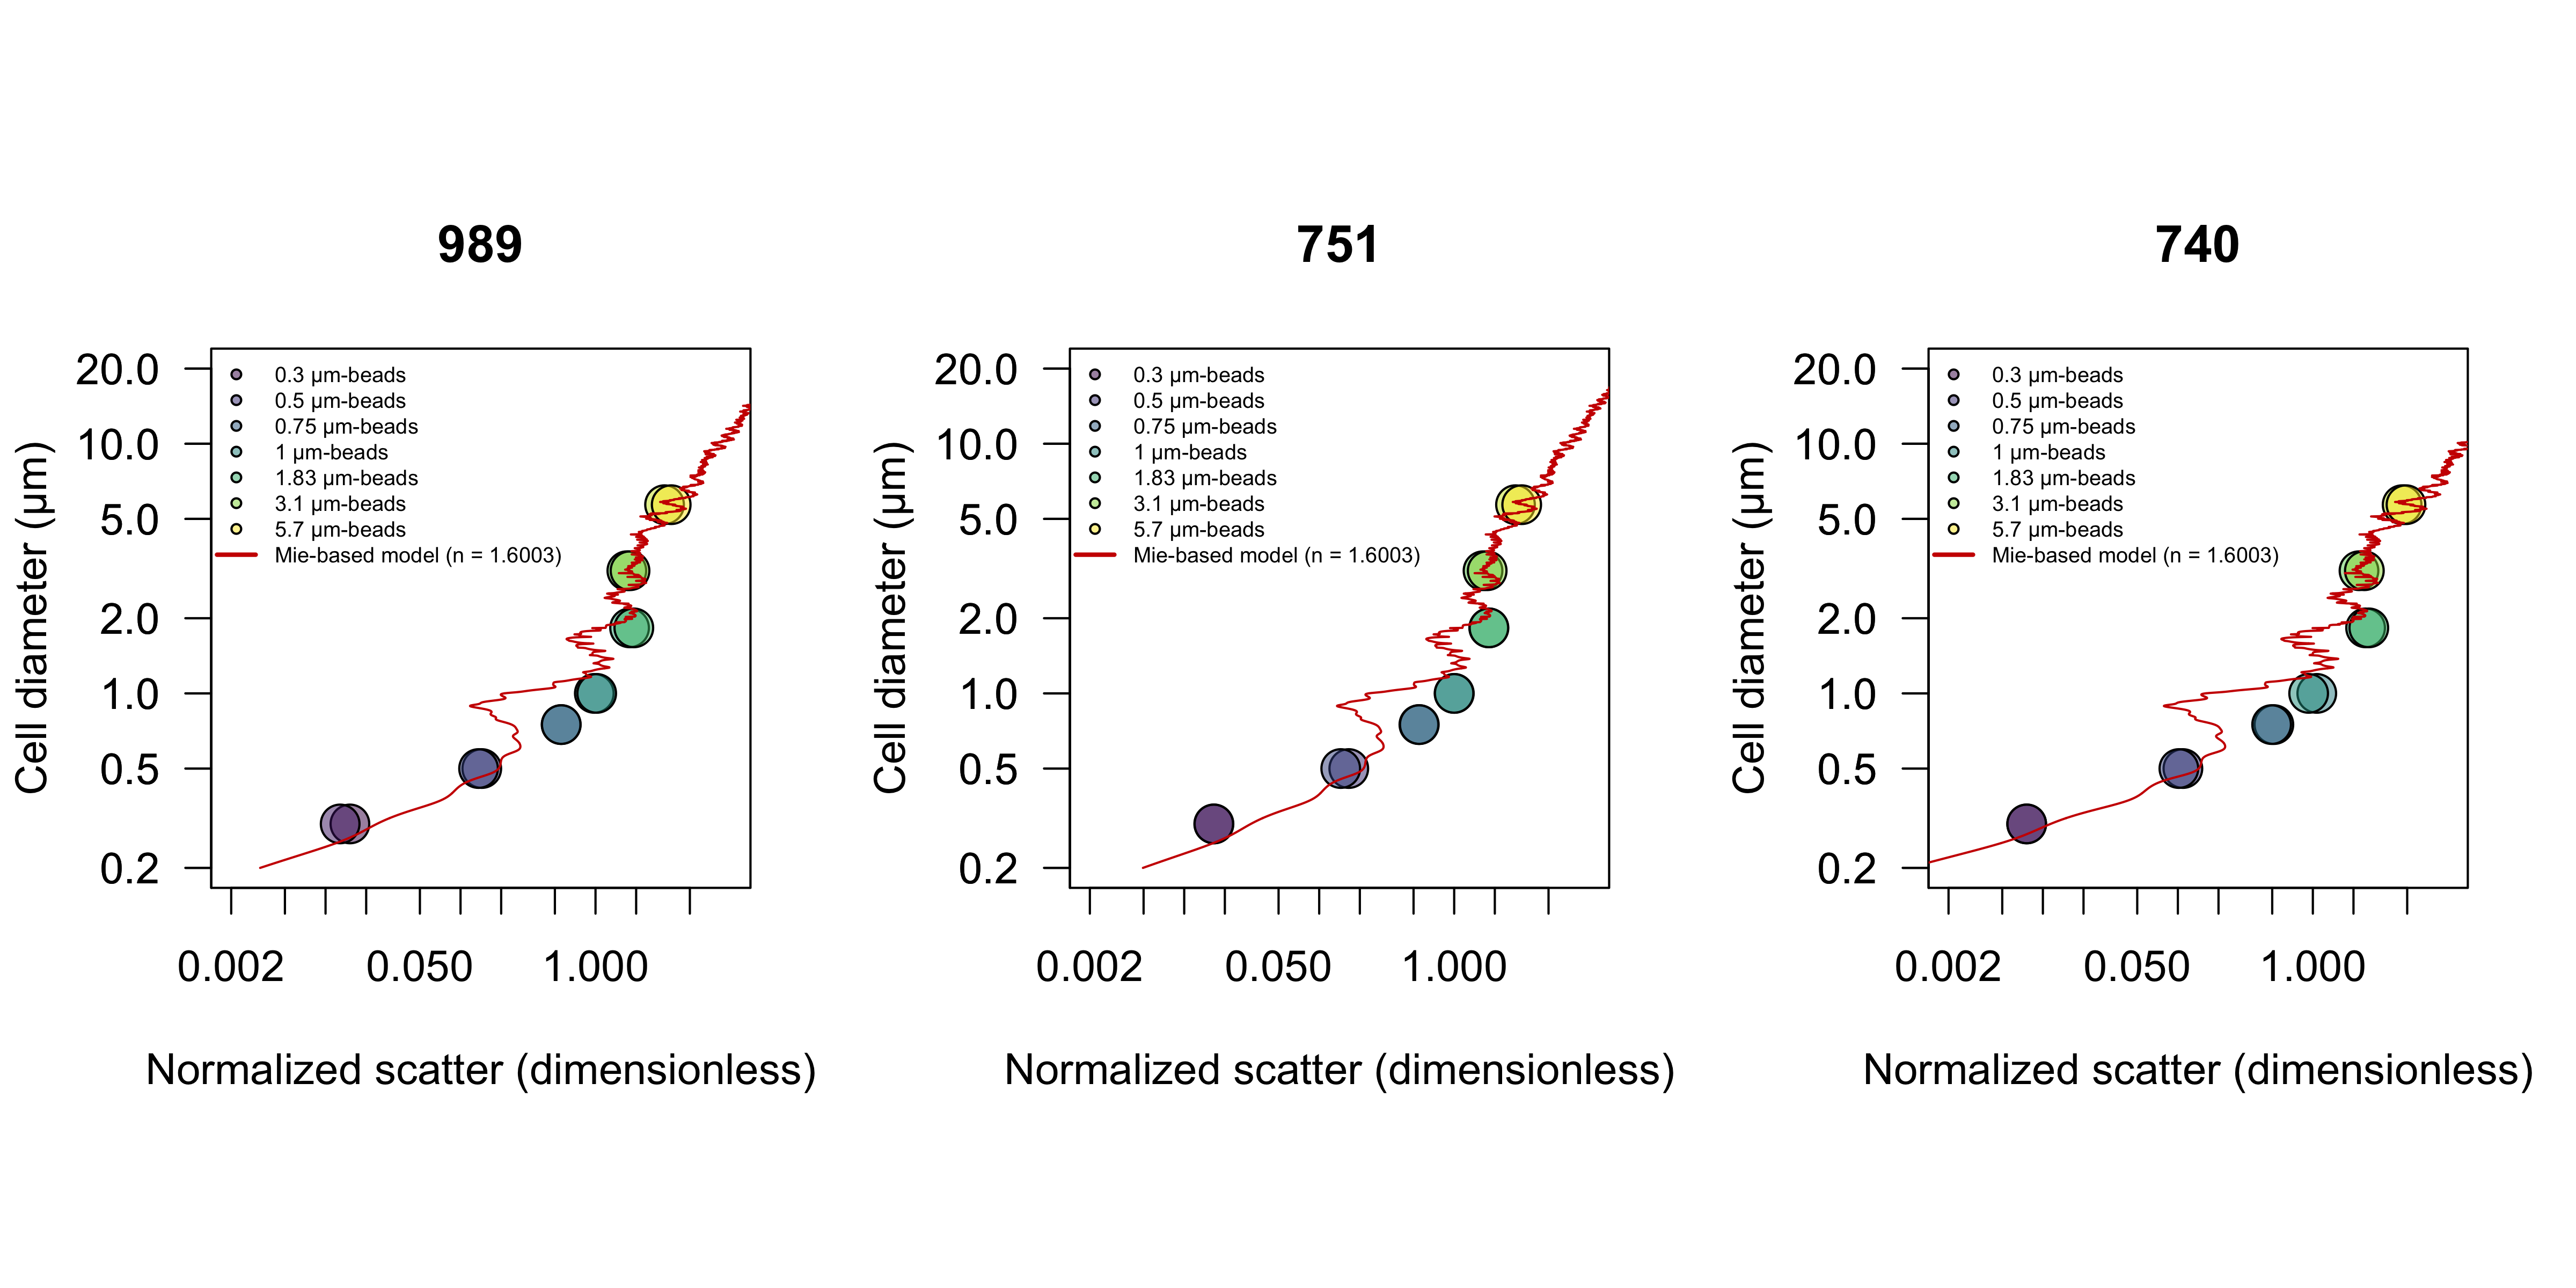 989
20.0
10.0
5.0
2.0
1.0
0.5
0.2
Cell diameter (µm)
0.3 µm-beads
0.5 µm-beads
0.75 µm-beads
1 µm-beads
1.83 µm-beads
3.1 µm-beads
5.7 µm-beads
Mie-based model (n = 1.6003)
0.002 0.050 1.000
Normalized scatter (dimensionless)
751
20.0
10.0
5.0
2.0
1.0
0.5
0.2
Cell diameter (µm)
0.3 µm-beads
0.5 µm-beads
0.75 µm-beads
1 µm-beads
1.83 µm-beads
3.1 µm-beads
5.7 µm-beads
Mie-based model (n = 1.6003)
0.002 0.050 1.000
Normalized scatter (dimensionless)
740
20.0
10.0
5.0
2.0
1.0
0.5
0.2
Cell diameter (µm)
0.3 µm-beads
0.5 µm-beads
0.75 µm-beads
1 µm-beads
1.83 µm-beads
3.1 µm-beads
5.7 µm-beads
Mie-based model (n = 1.6003)
0.002 0.050 1.000
Normalized scatter (dimensionless)